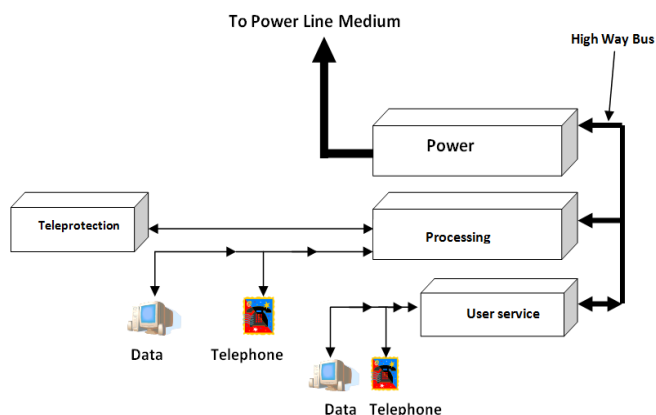 To Power Line Medium
High Way Bus
Power
Teleprotection
Processing
User service
Data
Telephone
Data
Telephone